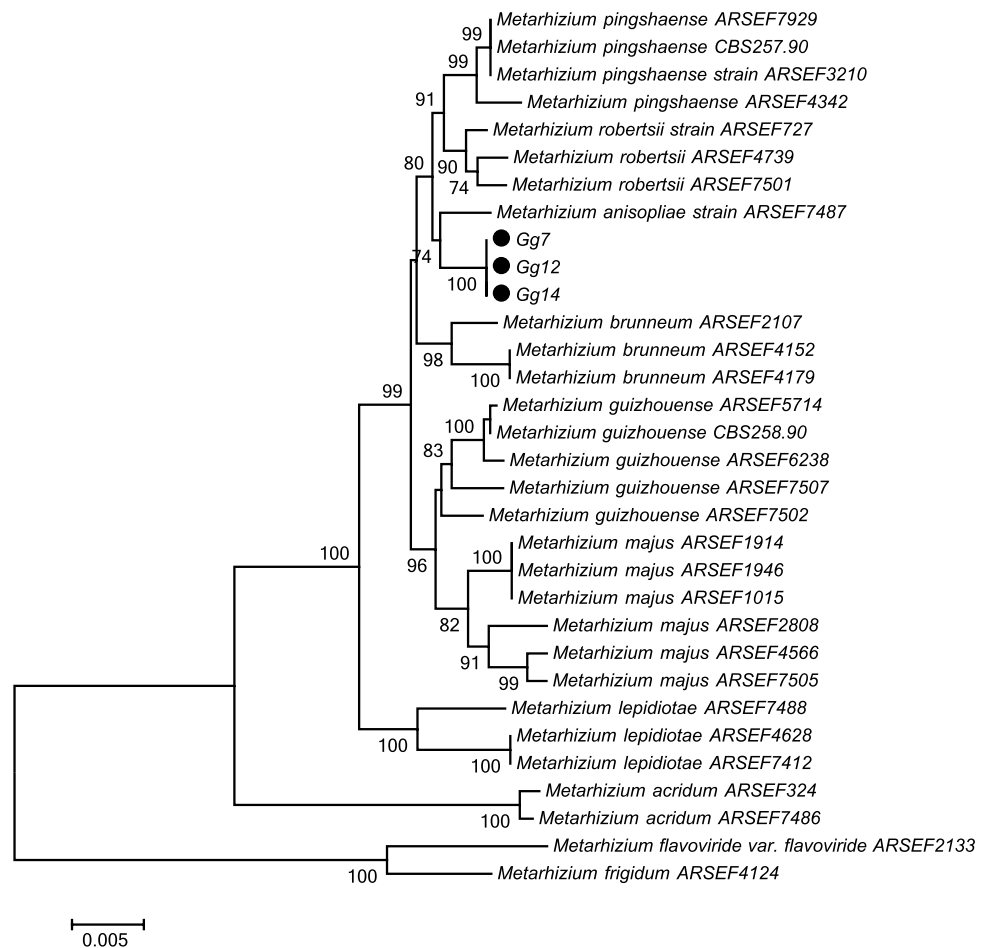 Metarhizium pingshaense ARSEF7929
99
Metarhizium pingshaense CBS257.90
99
Metarhizium pingshaense strain ARSEF3210
91
Metarhizium pingshaense ARSEF4342
Metarhizium robertsii strain ARSEF727
80
90
Metarhizium robertsii ARSEF4739
74
Metarhizium robertsii ARSEF7501
Metarhizium anisopliae strain ARSEF7487
Gg7
74
Gg12
100
Gg14
Metarhizium brunneum ARSEF2107
98
Metarhizium brunneum ARSEF4152
100
Metarhizium brunneum ARSEF4179
99
Metarhizium guizhouense ARSEF5714
100
Metarhizium guizhouense CBS258.90
83
Metarhizium guizhouense ARSEF6238
Metarhizium guizhouense ARSEF7507
Metarhizium guizhouense ARSEF7502
100
96
Metarhizium majus ARSEF1914
100
Metarhizium majus ARSEF1946
Metarhizium majus ARSEF1015
82
Metarhizium majus ARSEF2808
91
Metarhizium majus ARSEF4566
99
Metarhizium majus ARSEF7505
Metarhizium lepidiotae ARSEF7488
100
Metarhizium lepidiotae ARSEF4628
100
Metarhizium lepidiotae ARSEF7412
Metarhizium acridum ARSEF324
100
Metarhizium acridum ARSEF7486
Metarhizium flavoviride var. flavoviride ARSEF2133
100
Metarhizium frigidum ARSEF4124
0.005